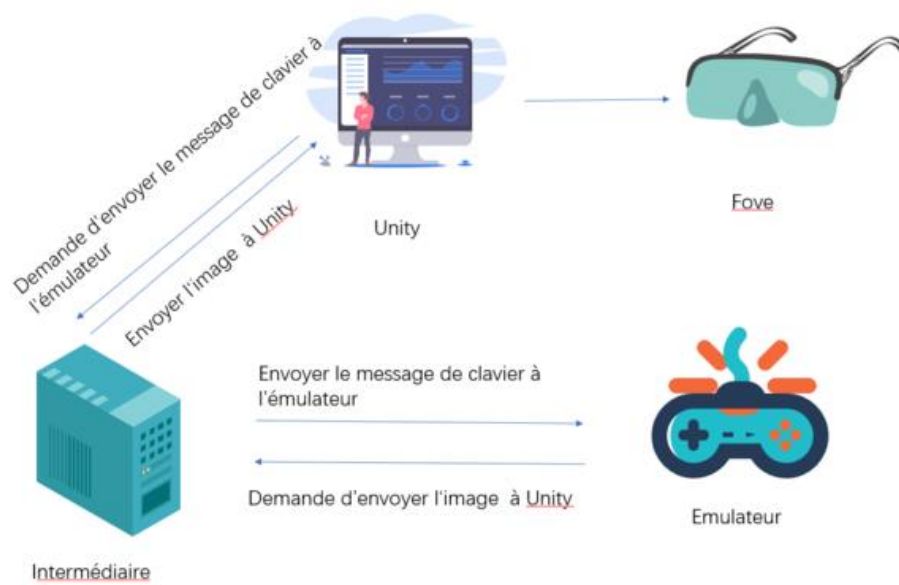 Demande d'envoyer le message de clavier à
l'émulateur
Envoyer l'image à Unity
Unity
Fove
Envoyer le message de clavier à
l'émulateur
Demande d'envoyer l'image à Unity
Emulateur
Intermédiaire